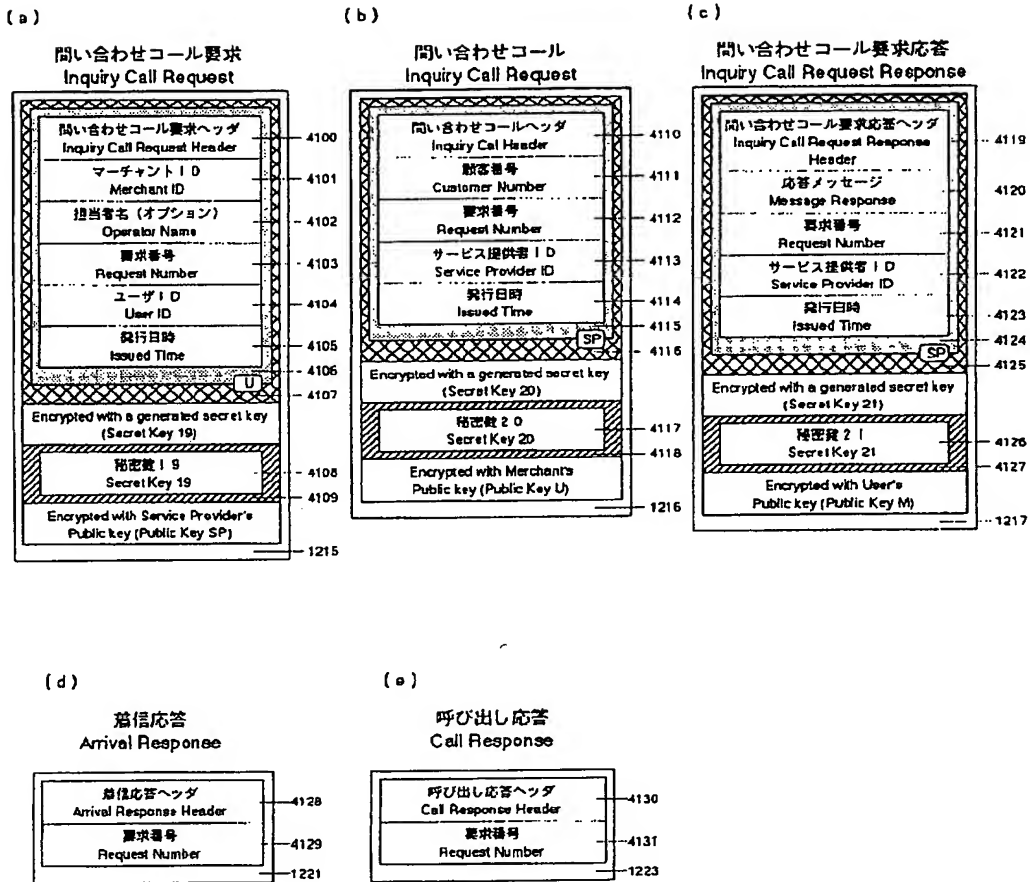 (a)
問い合わせコール要求
Inquiry Call Request
問い合わせコール要求ヘッダ
Inquiry Call Request Header
4100
マーチャントID
Merchant ID
4101
担当者名(オプション)
Operator Name
4102
要求番号
Request Number
4103
ユーザID
User ID
4104
発行日時
Issued Time
4105
4106
U
4107
Encrypted with a generated secret key
(Secret Key 19)
秘密鍵19
Secret Key 19
4108
4109
Encrypted with Service Provider's
Public key (Public Key SP)
1215
(b)
問い合わせコール
Inquiry Call Request
問い合わせコールヘッダ
Inquiry Cal Header
4110
顧客番号
Customer Number
4111
要求番号
Request Number
4112
サービス提供者ID
Service Provider ID
4113
発行日時
Issued Time
4114
4115
SP
4116
Encrypted with a generated secret key
(Secret Key 20)
秘密鍵20
Secret Key 20
4117
4118
Encrypted with Merchant's
Public key (Public Key U)
1216
(c)
問い合わせコール要求応答
Inquiry Call Request Response
問い合わせコール要求応答ヘッダ
Inquiry Call Request Response
Header
4119
応答メッセージ
Message Response
4120
要求番号
Request Number
4121
サービス提供者ID
Service Provider ID
4122
発行日時
Issued Time
4123
4124
SP
4125
Encrypted with a generated secret key
(Secret Key 21)
秘密鍵21
Secret Key 21
4126
4127
Encrypted with User's
Public key (Public Key M)
1217
(d)
着信応答
Arrival Response
着信応答ヘッダ
Arrival Response Header
4128
要求番号
Request Number
4129
1221
(e)
呼び出し応答
Call Response
呼び出し応答ヘッダ
Call Response Header
4130
要求番号
Request Number
4131
1223